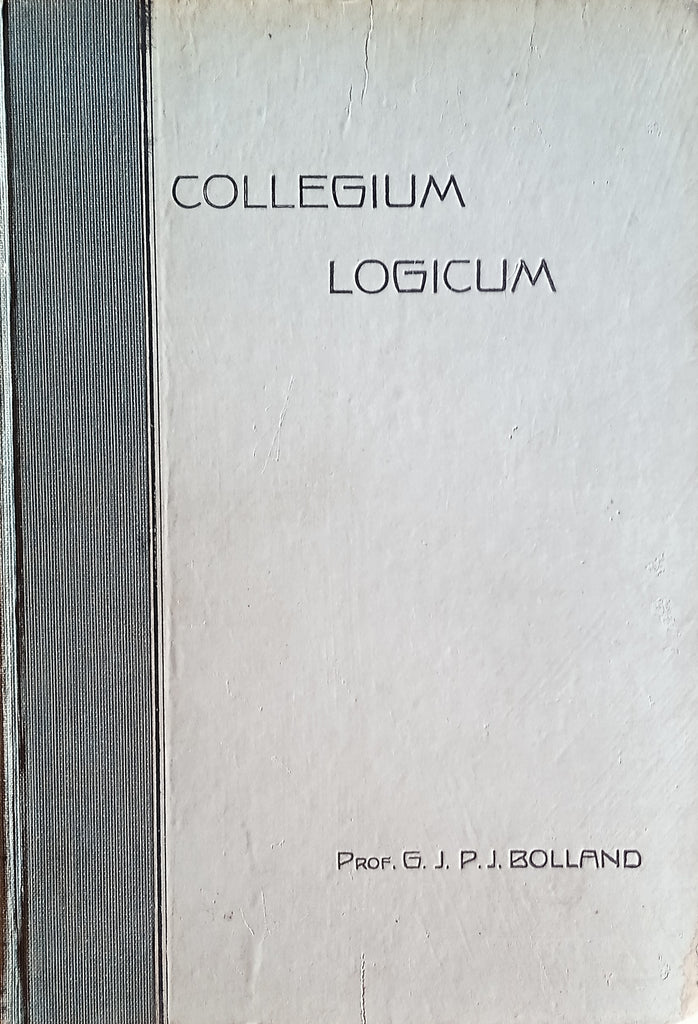 COLLEGIUM
LOGICUM
PROF. G. J. P. J. BOLLAND